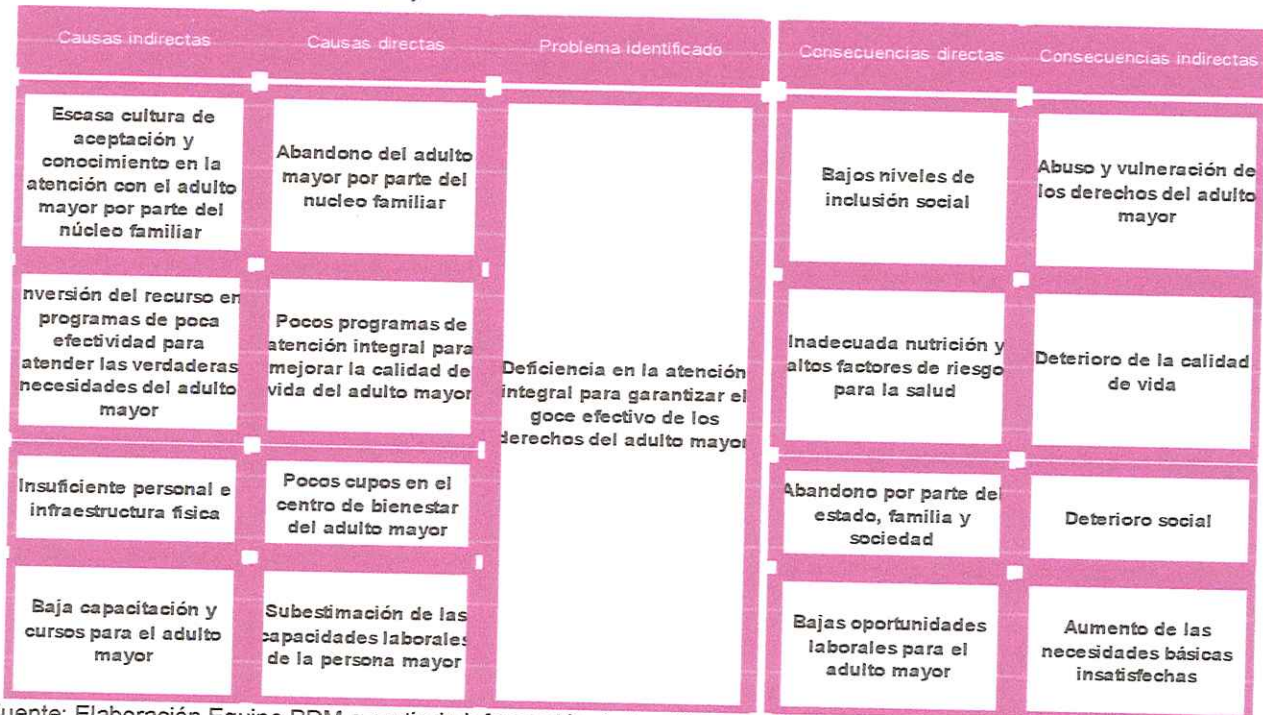 Causas indirectas
Causas directas
Problema identificado
Consecuencias directas
Consecuencias indirectas
Escasa cultura de
aceptación y
conocimiento en la
atención con el adulto
mayor por parte del
núcleo familiar
Abandono del adulto
mayor por parte del
nucleo familiar
Bajos niveles de
inclusión social
Abuso y vulneración de
los derechos del adulto
mayor
nversión del recurso en
programas de poca
efectividad para
atender las verdaderas
necesidades del adulto
mayor
Pocos programas de
atención integral para
mejorar la calidad de
vida del adulto mayor
Deficiencia en la atención
integral para garantizar el
goce efectivo de los
derechos del adulto mayor
Inadecuada nutrición y
altos factores de riesgo
para la salud
Deterioro de la calidad
de vida
Insuficiente personal e
infraestructura física
Pocos cupos en el
centro de bienestar
del adulto mayor
Abandono por parte del
estado, familia y
sociedad
Deterioro social
Baja capacitación y
cursos para el adulto
mayor
Subestimación de las
capacidades laborales
de la persona mayor
Bajas oportunidades
laborales para el
adulto mayor
Aumento de las
necesidades básicas
insatisfechas
uente: Elaboración Equipo PDM